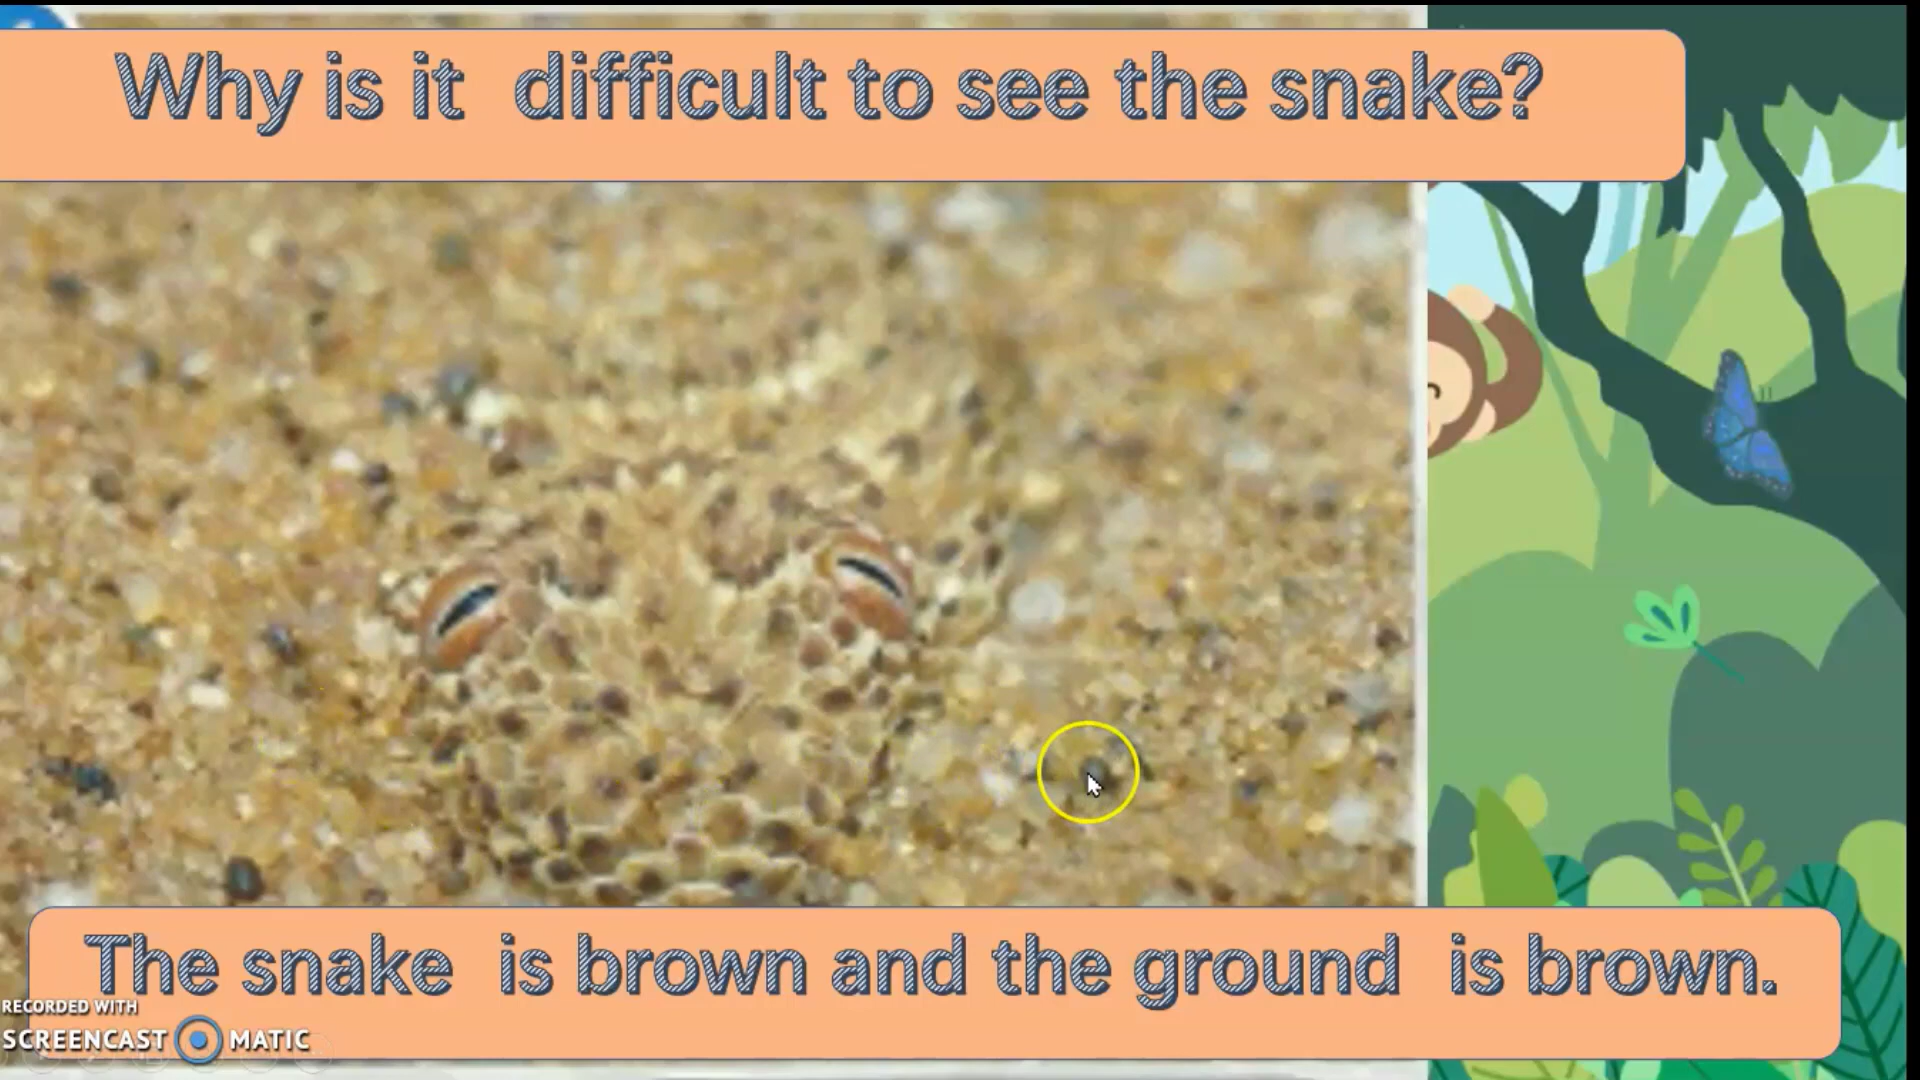 Why is it difficult to see the snake?
The snake is brown and the ground is brown.
RECORDED WITH
SCREENCAST MATIC